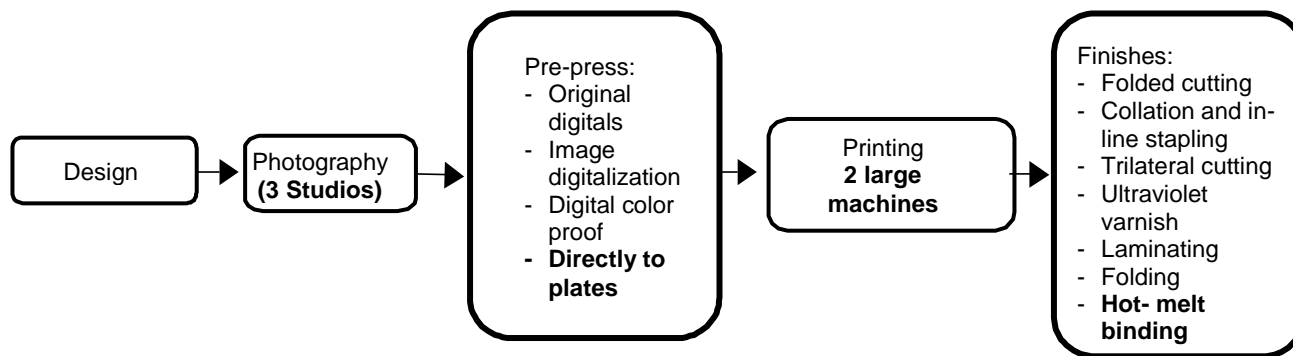 Design
Photography
(3 Studios)
Pre-press:
- Original
digitals
- Image
digitalization
- Digital color
proof
- Directly to
plates
Printing
2 large
machines
Finishes:
- Folded cutting
- Collation and in-
line stapling
- Trilateral cutting
- Ultraviolet
varnish
- Laminating
- Folding
- Hot- melt
binding